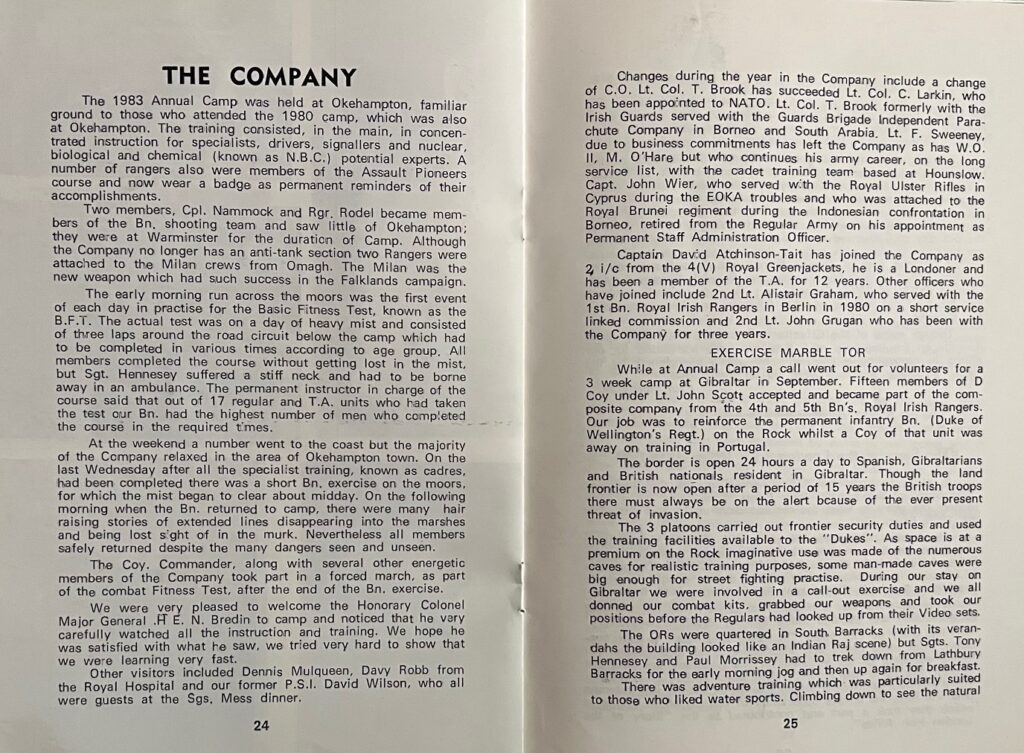 THE COMPANY
The 1983 Annual Camp was held at Okehampton, familiar
ground to those who attended the 1980 camp, which was also
at Okehampton. The training consisted, in the main, in concen-
trated instruction for specialists, drivers, signallers and nuclear,
biological and chemical (known as N.B.C.) potential experts. A
number of rangers also were members of the Assault Pioneers
course and now wear a badge as permanent reminders of their
accomplishments.
Two members, Cpl. Nammock and Rgr. Rodel became mem-
bers of the Bn. shooting team and saw little of Okehampton;
they were at Warminster for the duration of Camp. Although
the Company no longer has an anti-tank section two Rangers were
attached to the Milan crews from Omagh. The Milan was the
new weapon which had such success in the Falklands campaign.
The early morning run across the moors was the first event
of each day in practise for the Basic Fitness Test, known as the
B.F.T. The actual test was on a day of heavy mist and consisted
of three laps around the road circuit below the camp which had
to be completed in various times according to age group. All
members completed the course without getting lost in the mist,
but Sgt. Hennesey suffered a stiff neck and had to be borne
away in an ambulance. The permanent instructor in charge of the
course said that out of 17 regular and T.A. units who had taken
the test our Bn. had the highest number of men who completed
the course in the required times.
At the weekend a number went to the coast but the majority
of the Company relaxed in the area of Okehampton town. On the
last Wednesday after all the specialist training, known as cadres,
had been completed there was a short Bn. exercise on the moors,
for which the mist began to clear about midday. On the following
morning when the Bn. returned to camp, there were many hair
raising stories of extended lines disappearing into the marshes
and being lost sight of in the murk. Nevertheless all members
safely returned despite the many dangers seen and unseen.
The Coy. Commander, along with several other energetic
members of the Company took part in a forced march, as part
of the combat Fitness Test, after the end of the Bn. exercise.
We were very pleased to welcome the Honorary Colonel
Major General .H E. N. Bredin to camp and noticed that he very
carefully watched all the instruction and training. We hope he
was satisfied with what he saw, we tried very hard to show that
we were learning very fast.
Other visitors included Dennis Mulqueen, Davy Robb from
the Royal Hospital and our former P.S.I. David Wilson, who all
were guests at the Sgs. Mess dinner.
24
Changes during the year in the Company include a change
of C.O. Lt. Col. T. Brook has succeeded Lt. Col. C. Larkin, who
has been appointed to NATO. Lt. Col. T. Brook formerly with the
Irish Guards served with the Guards Brigade Independent Para-
chute Company in Borneo and South Arabia. Lt. F. Sweeney,
due to business commitments has left the Company as has W.O.
II, M. O'Hare but who continues his army career, on the long
service list, with the cadet training team based at Hounslow.
Capt. John Wier, who served with the Royal Ulster Rifles in
Cyprus during the EOKA troubles and who was attached to the
Royal Brunei regiment during the Indonesian confrontation in
Borneo, retired from the Regular Army on his appointment as
Permanent Staff Administration Officer.
Captain David Atchinson-Tait has joined the Company as
2 i/c from the 4(V) Royal Greenjackets, he is a Londoner and
has been a member of the T.A. for 12 years. Other officers who
have joined include 2nd Lt. Alistair Graham, who served with the
1st Bn. Royal Irish Rangers in Berlin in 1980 on a short service
linked commission and 2nd Lt. John Grugan who has been with
the Company for three years.
EXERCISE MARBLE TOR
While at Annual Camp a call went out for volunteers for a
3 week camp at Gibraltar in September. Fifteen members of D
Coy under Lt. John Scott accepted and became part of the com-
posite company from the 4th and 5th Bn's, Royal Irish Rangers.
Our job was to reinforce the permanent infantry Bn. (Duke of
Wellington's Regt.) on the Rock whilst a Coy of that unit was
away on training in Portugal.
The border is open 24 hours a day to Spanish, Gibraltarians
and British nationals resident in Gibraltar. Though the land
frontier is now open after a period of 15 years the British troops
there must always be on the alert bcause of the ever present
threat of invasion.
The 3 platoons carried out frontier security duties and used
the training facilities available to the "Dukes". As space is at a
premium on the Rock imaginative use was made of the numerous
caves for realistic training purposes, some man-made caves were
big enough for street fighting practise. During our stay on
Gibraltar we were involved in a call-out exercise and we all
donned our combat kits, grabbed our weapons and took our
positions before the Regulars had looked up from their Video sets.
The ORs were quartered in South Barracks (with its veran-
dahs the building looked like an Indian Raj scene) but Sgts. Tony
Hennesey and Paul Morrissey had to trek down from Lathbury
Barracks for the early morning jog and then up again for breakfast.
There was adventure training which was particularly suited
to those who liked water sports. Climbing down to see the natural
25